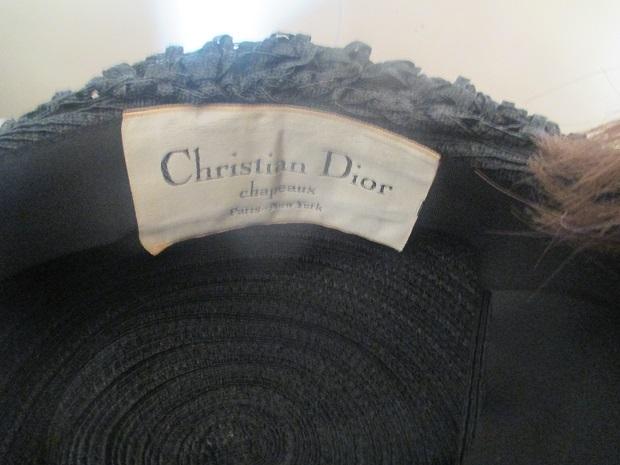 Christian Dior
chapeaux
Paris-New York